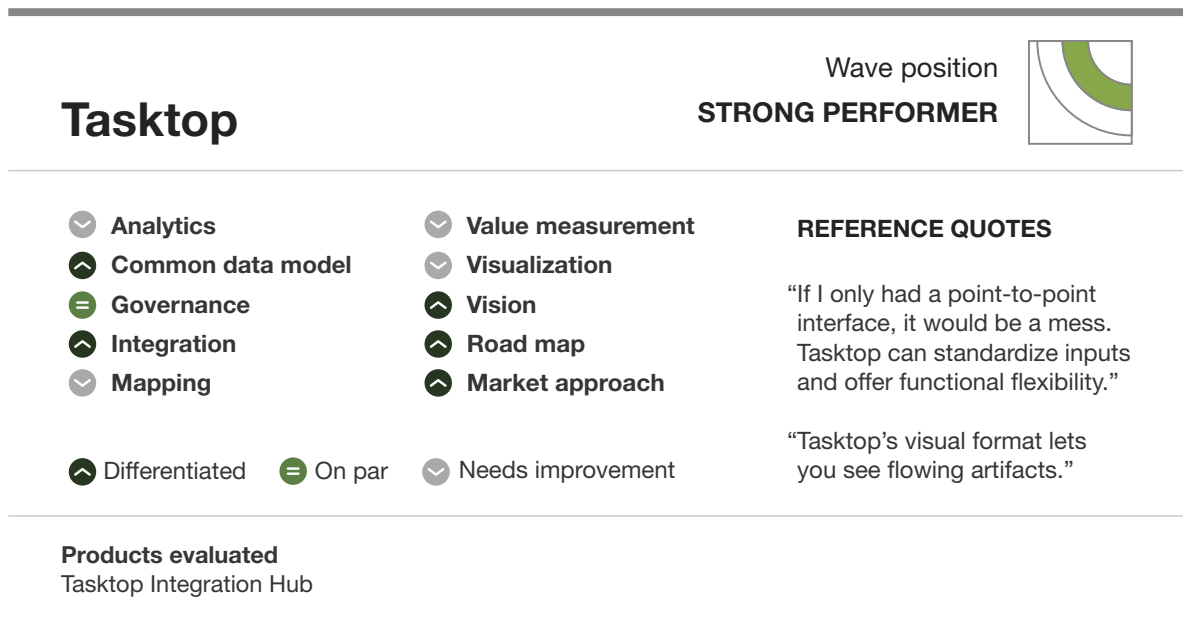 Wave position
STRONG PERFORMER
Tasktop
Analytics
Common data model
Governance
Integration
Mapping
Value measurement
Visualization
Vision
Road map
Market approach
Differentiated
On par
Needs improvement
REFERENCE QUOTES
“If I only had a point-to-point
interface, it would be a mess.
Tasktop can standardize inputs
and offer functional flexibility.”
“Tasktop’s visual format lets
you see flowing artifacts.”
Products evaluated
Tasktop Integration Hub